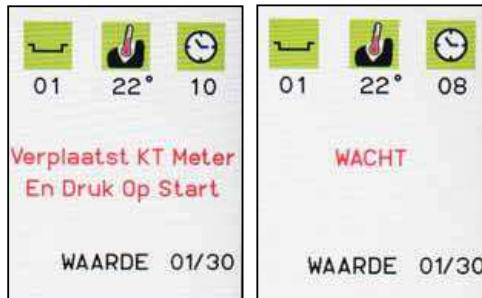 01 22° 10
Verplaatst KT Meter
En Druk Op Start
WAARDE 01/30
01 22° 08
WACHT
WAARDE 01/30